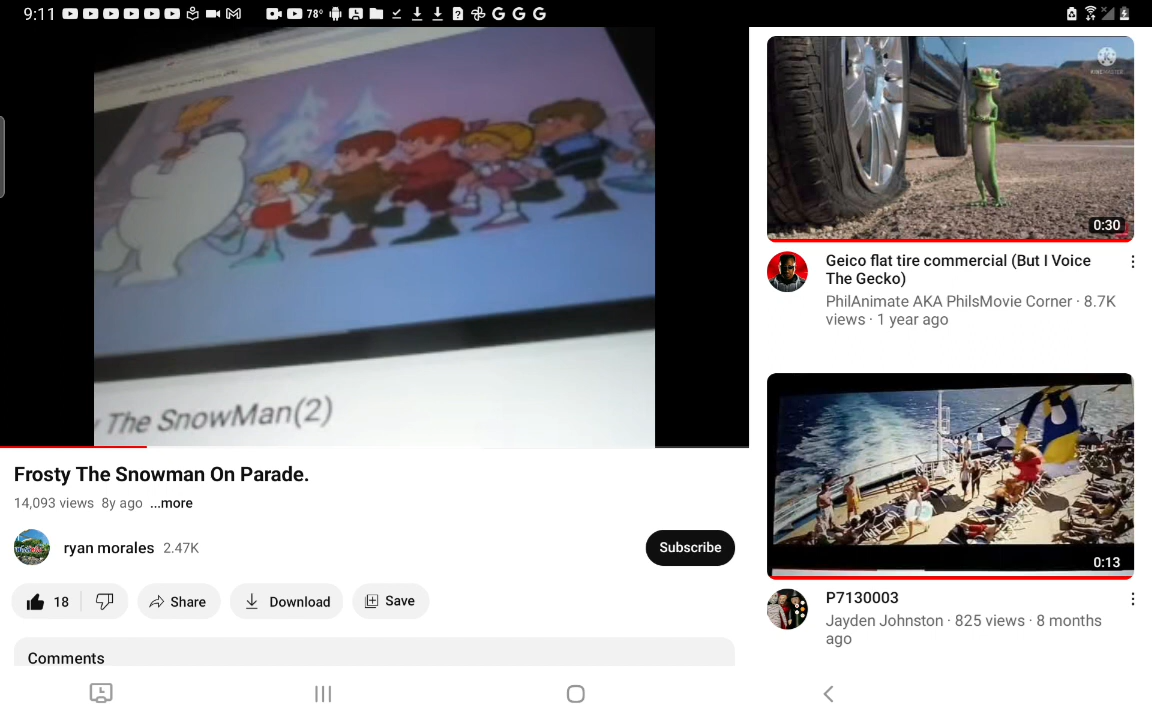 9:11
78°
The SnowMan(2)
Frosty The Snowman On Parade.
14,093 views 8y ago ...more
ryan morales 2.47K
Subscribe
18
Share
Download
Save
Comments
KINEMASTER
0:30
Geico flat tire commercial (But I Voice
The Gecko)
PhilAnimate AKA PhilsMovie Corner · 8.7K
views · 1 year ago
0:13
P7130003
Jayden Johnston · 825 views · 8 months
ago